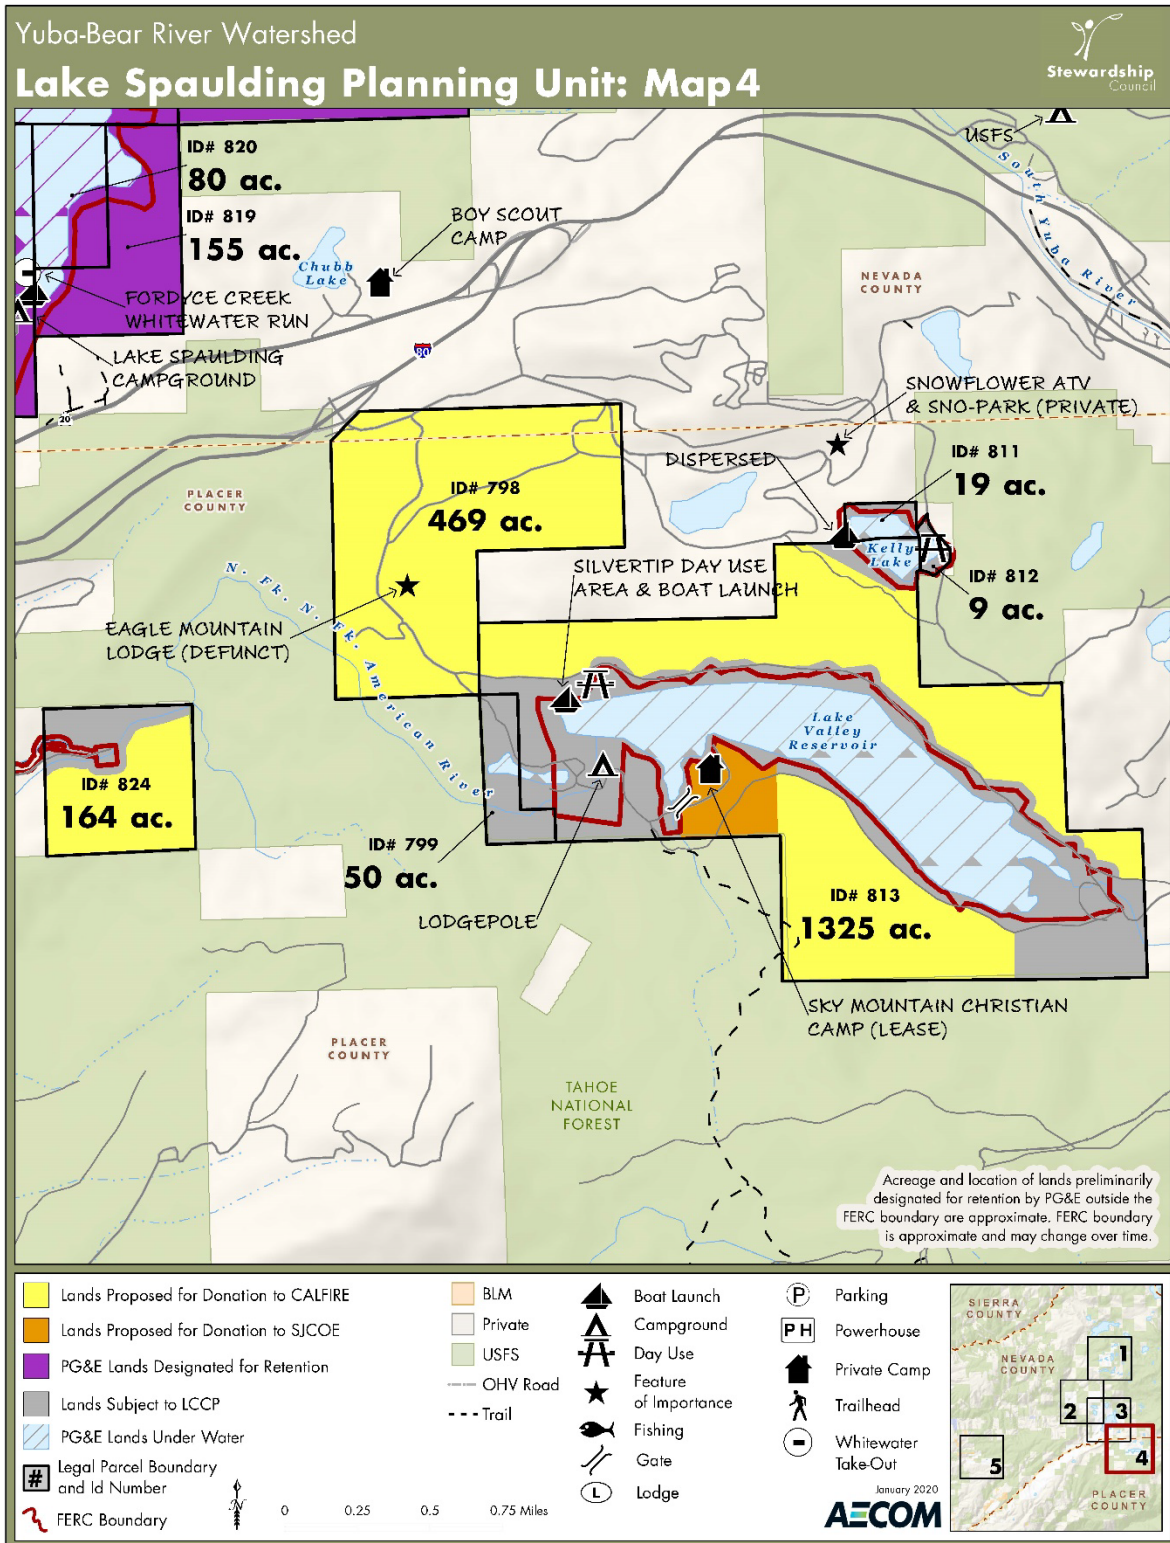 Yuba-Bear River Watershed
Lake Spaulding Planning Unit: Map 4
Stewardship
Council
USFS
South Yuba River
ID# 820
80 ac.
ID# 819
155 ac.
BOY SCOUT
CAMP
Chubb
Lake
NEVADA
COUNTY
FORDYCE CREEK
WHITEWATER RUN
LAKE SPAULDING
CAMPGROUND
80
20
SNOWFLOWER ATV
& SNO-PARK (PRIVATE)
DISPERSED
ID# 811
19 ac.
PLACER
COUNTY
ID# 798
469 ac.
Kelly
Lake
ID# 812
9 ac.
SILVERTIP DAY USE
AREA & BOAT LAUNCH
N. Fk. N. Fk. American River
EAGLE MOUNTAIN
LODGE (DEFUNCT)
Lake
Valley
Reservoir
ID# 824
164 ac.
ID# 799
50 ac.
LODGEPOLE
ID# 813
1325 ac.
SKY MOUNTAIN CHRISTIAN
CAMP (LEASE)
PLACER
COUNTY
TAHOE
NATIONAL
FOREST
Acreage and location of lands preliminarily
designated for retention by PG&E outside the
FERC boundary are approximate. FERC boundary
is approximate and may change over time.
Lands Proposed for Donation to CALFIRE
Lands Proposed for Donation to SJCOE
PG&E Lands Designated for Retention
Lands Subject to LCCP
PG&E Lands Under Water
# Legal Parcel Boundary
and Id Number
FERC Boundary
N
0 0.25 0.5 0.75 Miles
BLM
Private
USFS
OHV Road
Trail
Boat Launch
Campground
Day Use
Feature
of Importance
Fishing
Gate
L Lodge
P Parking
PH Powerhouse
Private Camp
Trailhead
Whitewater
Take-Out
January 2020
AECOM
SIERRA
COUNTY
NEVADA
COUNTY
1
2
3
4
5
PLACER
COUNTY